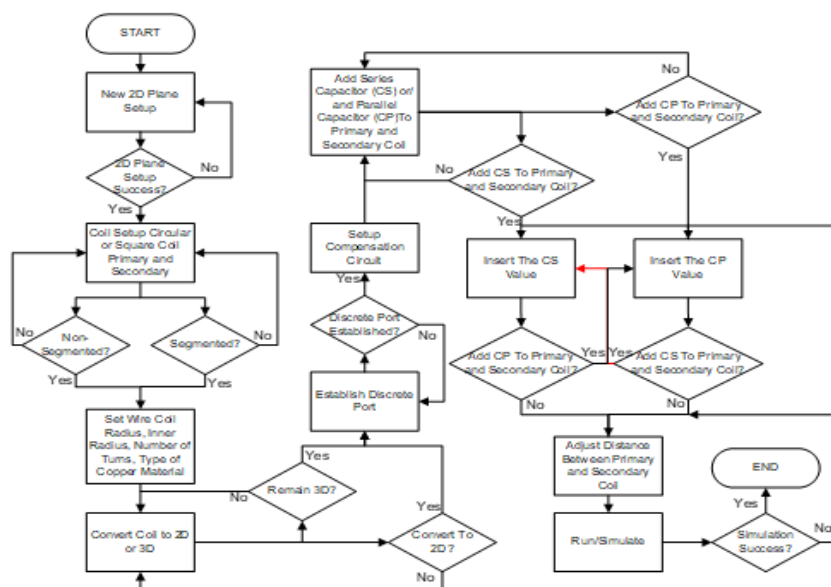 START
New 2D Plane
Setup
2D Plane
Setup
Success?
No
Yes
Coil Setup Circular
or Square Coil
Primary and
Secondary
No
Non-
Segmented?
Segmented?
No
Yes
Yes
Set Wire Coil
Radius, Inner
Radius, Number of
Turns, Type of
Copper Material
Convert Coil to 2D
or 3D
Remain 3D?
No
Yes
Convert To
2D?
Yes
No
Establish Discrete
Port
Discrete Port
Established?
No
Yes
Setup
Compensation
Circuit
Add Series
Capacitor (CS) or/
and Parallel
Capacitor (CP)To
Primary and
Secondary Coil
No
Add CP To Primary
and Secondary Coil?
Yes
No
Add CS To Primary
and Secondary Coil?
Yes
Insert The CS
Value
Insert The CP
Value
Add CP To Primary
and Secondary Coil?
Yes
Yes
Add CS To Primary
and Secondary Coil?
No
No
Adjust Distance
Between Primary
and Secondary
Coil
Run/Simulate
Simulation
Success?
Yes
No
END